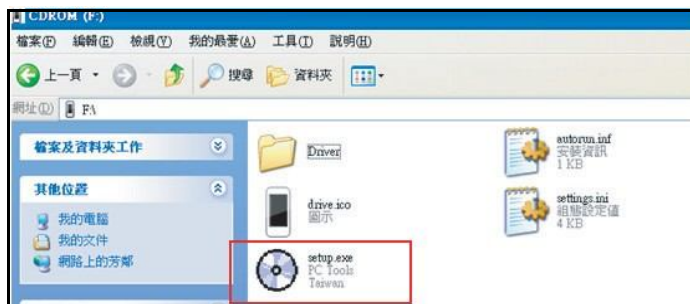 CDROM (F:)
檔案(F) 編輯(E) 檢視(V) 我的最愛(A) 工具(T) 說明(H)
上一頁 搜尋 資料夾
網址(D) F:\
檔案及資料夾工作
其他位置
我的電腦
我的文件
網路上的芳鄰
Driver
autorun.inf
安裝資訊
1 KB
drive.ico
圖示
settings.ini
組態設定值
4 KB
setup.exe
PC Tools
Taiwan